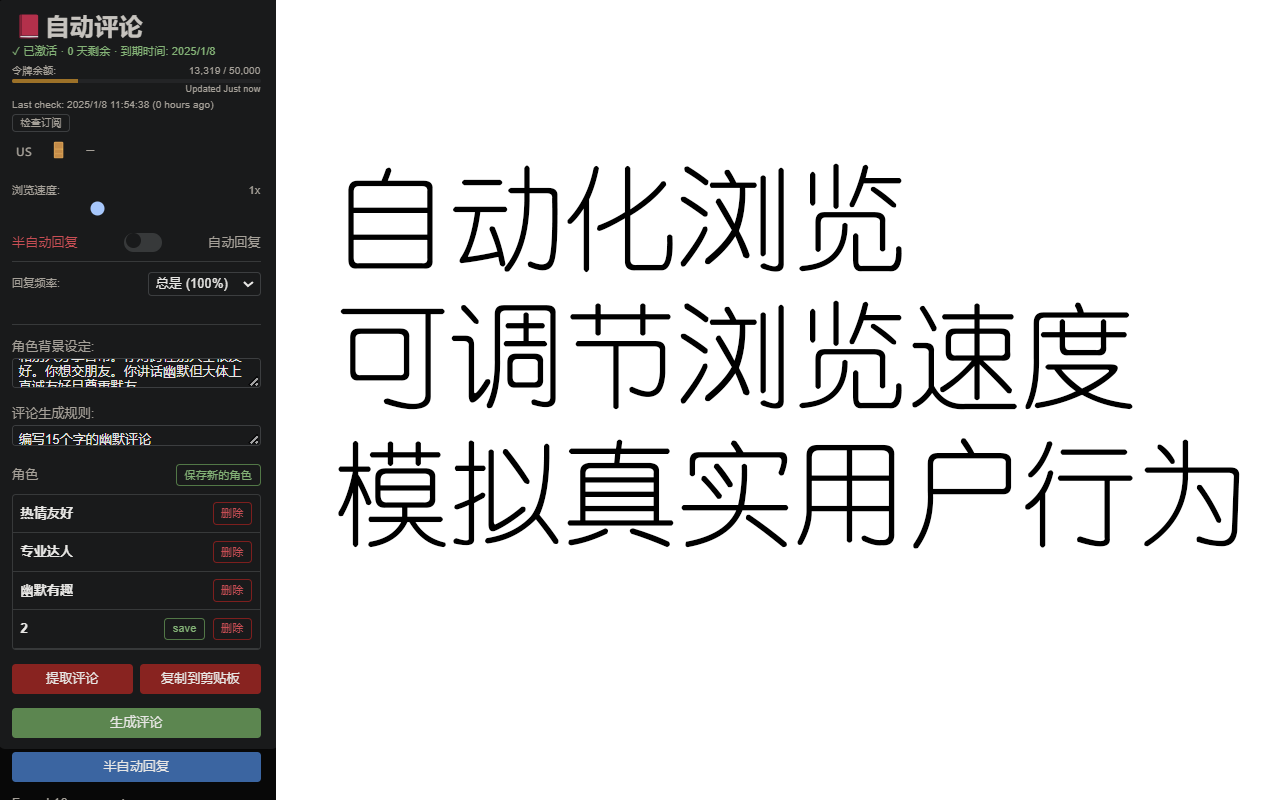 自动评论
✓ 已激活 · 0 天剩余 · 到期时间: 2025/1/8
令牌余额: 13,319 / 50,000
Updated Just now
Last check: 2025/1/8 11:54:38 (0 hours ago)
检查订阅
US –
浏览速度: 1x
半自动回复 自动回复
回复频率: 总是 (100%)
角色背景设定:
好。你想交朋友。你讲话幽默但大体上
真诚友好且尊重默友
评论生成规则:
编写15个字的幽默评论
角色 保存新的角色
热情友好 删除
专业达人 删除
幽默有趣 删除
2 save 删除
提取评论 复制到剪贴板
生成评论
半自动回复
自动化浏览
可调节浏览速度
模拟真实用户行为